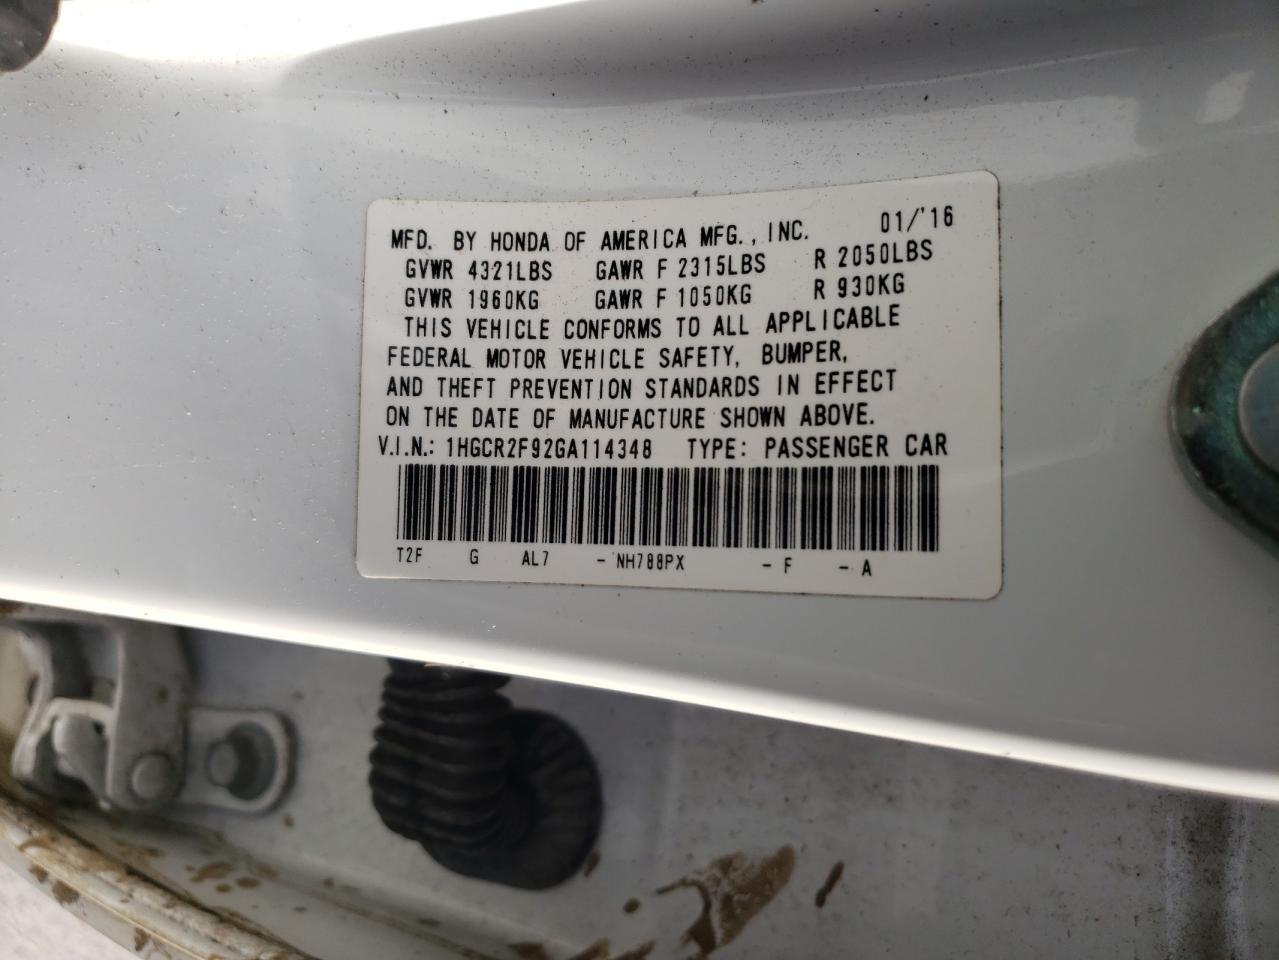 MFD. BY HONDA OF AMERICA MFG., INC. 01/'16
GVWR 4321LBS GAWR F 2315LBS R 2050LBS
GVWR 1960KG GAWR F 1050KG R 930KG
THIS VEHICLE CONFORMS TO ALL APPLICABLE
FEDERAL MOTOR VEHICLE SAFETY, BUMPER,
AND THEFT PREVENTION STANDARDS IN EFFECT
ON THE DATE OF MANUFACTURE SHOWN ABOVE.
V.I.N.: 1HGCR2F92GA114348 TYPE: PASSENGER CAR
T2F G AL7 - NH788PX - F - A